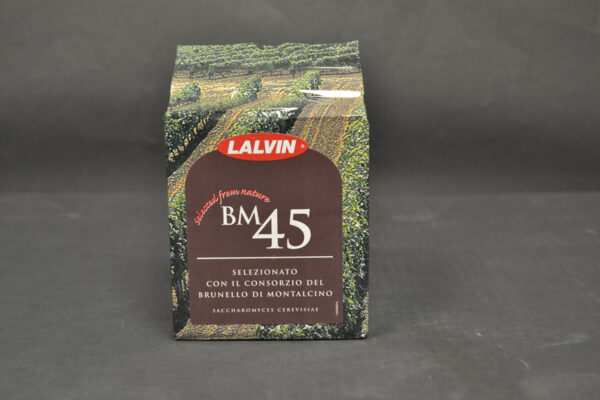 LALVIN
Selected from nature
BM45
SELEZIONATO
CON IL CONSORZIO DEL
BRUNELLO DI MONTALCINO
SACCHAROMYCES CEREVISIAE